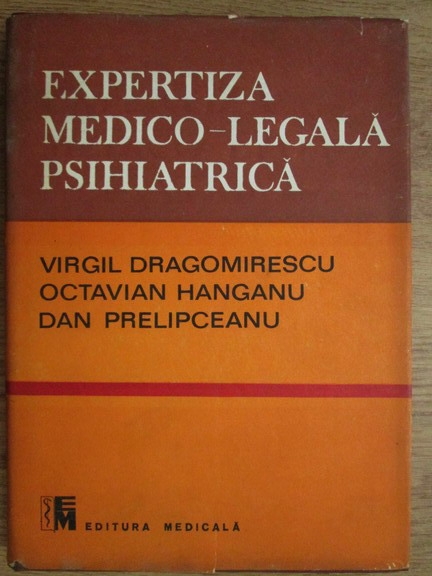 EXPERTIZA
MEDICO-LEGALĂ
PSIHIATRICĂ
VIRGIL DRAGOMIRESCU
OCTAVIAN HANGANU
DAN PRELIPCEANU
EM
EDITURA MEDICALĂ